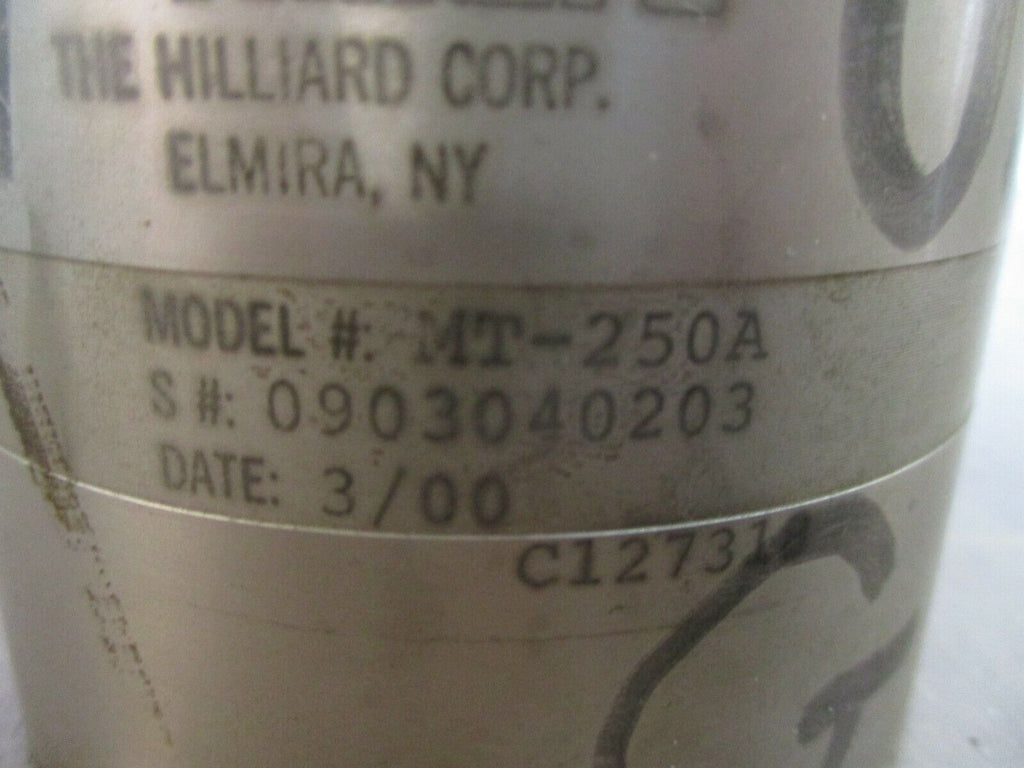 THE HILLIARD CORP.
ELMIRA, NY
MODEL #: MT-250A
S #: 0903040203
DATE: 3/00